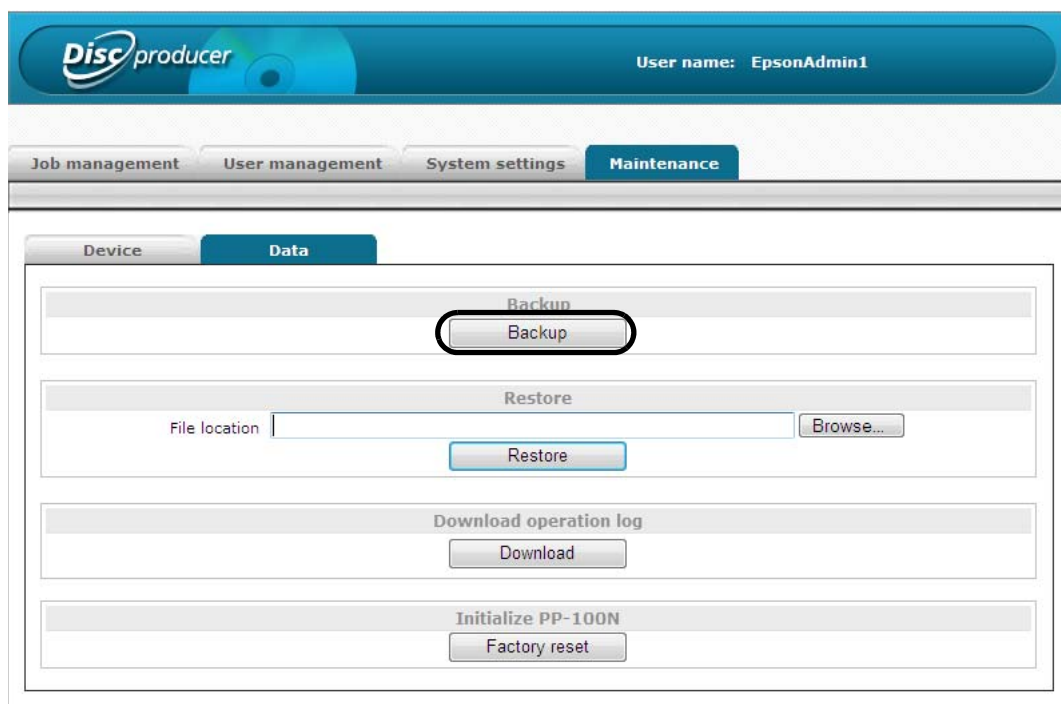 Disc producer
User name: EpsonAdmin1
Job management User management System settings Maintenance
Device Data
Backup
Backup
Restore
File location Browse...
Restore
Download operation log
Download
Initialize PP-100N
Factory reset